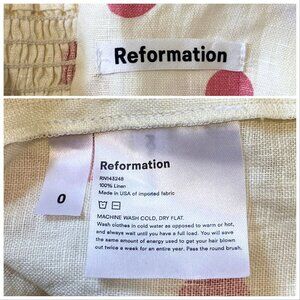 Reformation
Reformation
RN143248
100% Linen
Made in USA of imported fabric
0
MACHINE WASH COLD, DRY FLAT.
Wash clothes in cold water as opposed to warm or hot,
and always wait until you have a full load. You will save
the same amount of energy used to get your hair blown
out twice a week for an entire year. Pass the round brush.